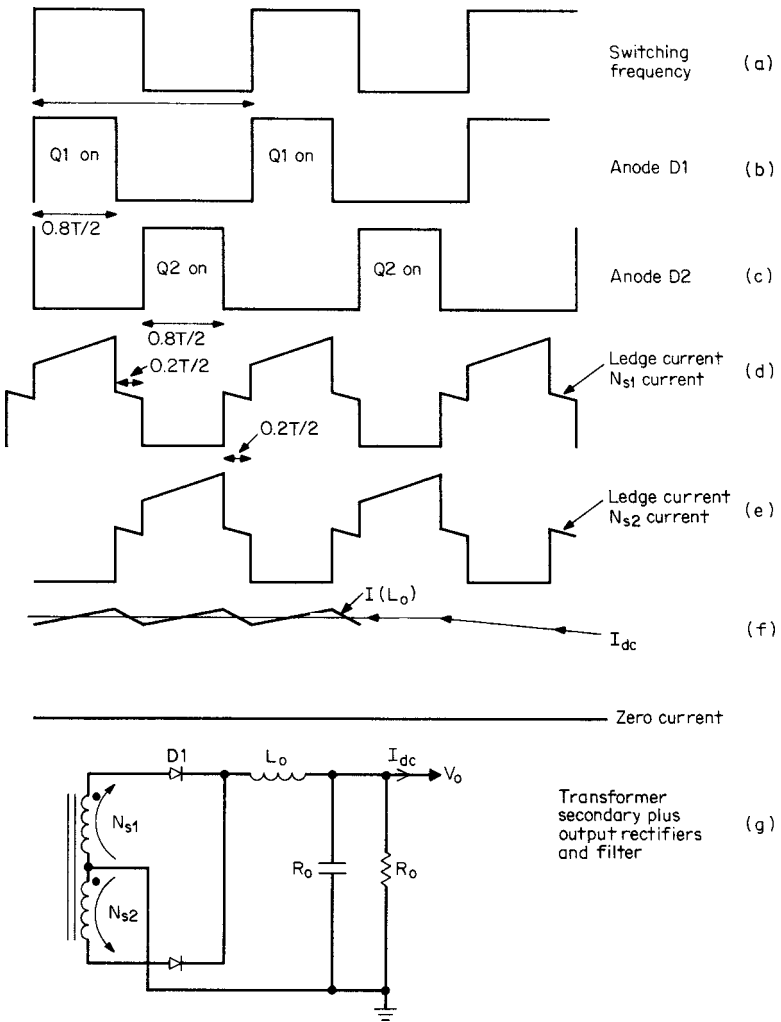 Switching
frequency
(a)
Q1 on
Q1 on
Anode D1
(b)
0.8T/2
Q2 on
Q2 on
Anode D2
(c)
0.8T/2
0.2T/2
Ledge current
Ns1 current
(d)
0.2T/2
Ledge current
Ns2 current
(e)
I(Lo)
Idc
(f)
Zero current
D1
Lo
Idc
Vo
Ns1
Ns2
Ro
Ro
Transformer
secondary plus
output rectifiers
and filter
(g)